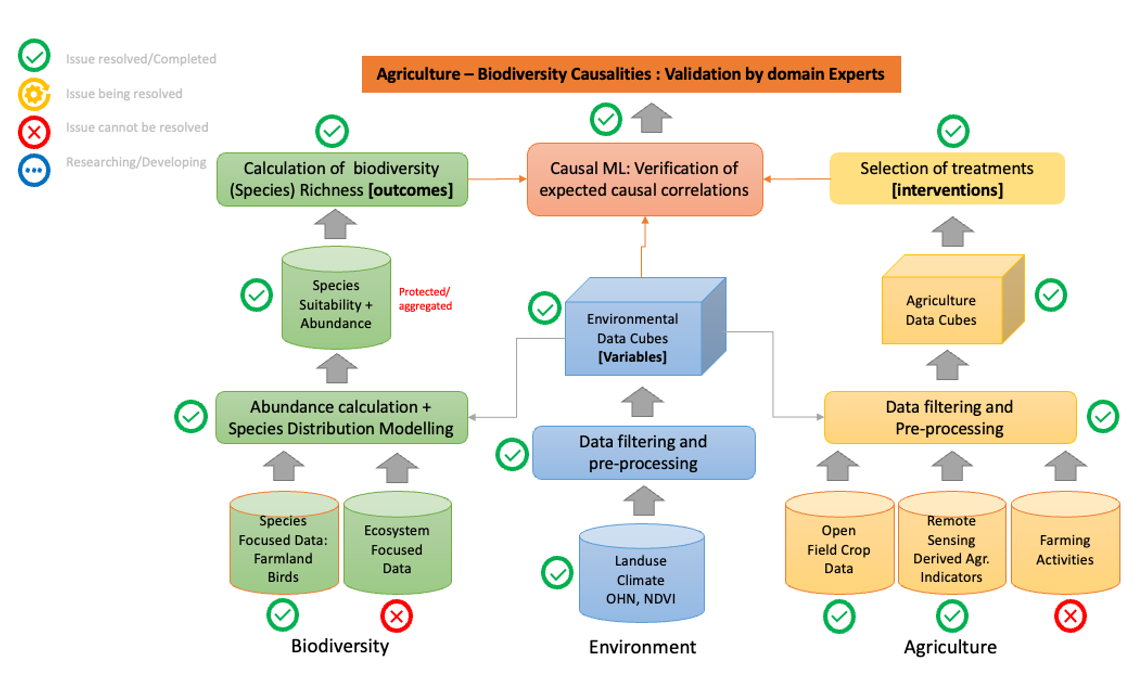 Issue resolved/Completed
Issue being resolved
Issue cannot be resolved
Researching/Developing
Agriculture – Biodiversity Causalities : Validation by domain Experts
Calculation of biodiversity
(Species) Richness [outcomes]
Causal ML: Verification of
expected causal correlations
Selection of treatments
[interventions]
Species
Suitability +
Abundance
Protected/
aggregated
Environmental
Data Cubes
[Variables]
Agriculture
Data Cubes
Abundance calculation +
Species Distribution Modelling
Data filtering and
pre-processing
Data filtering and
Pre-processing
Species
Focused Data:
Farmland
Birds
Ecosystem
Focused
Data
Landuse
Climate
OHN, NDVI
Open
Field Crop
Data
Remote
Sensing
Derived Agr.
Indicators
Farming
Activities
Biodiversity
Environment
Agriculture